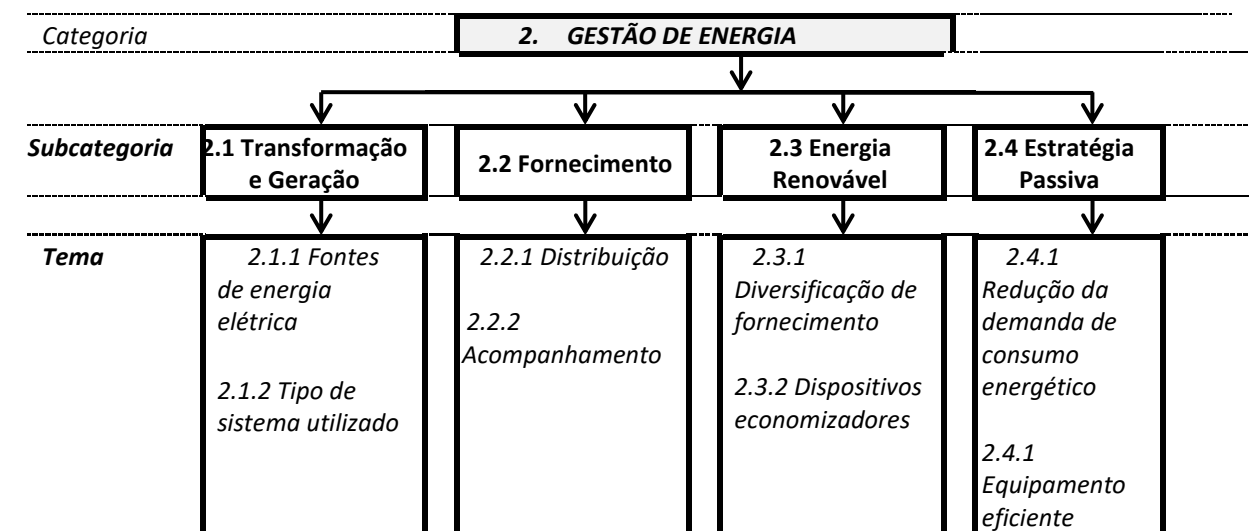 Categoria
2. GESTÃO DE ENERGIA
Subcategoria
2.1 Transformação
e Geração
2.2 Fornecimento
2.3 Energia
Renovável
2.4 Estratégia
Passiva
Tema
2.1.1 Fontes
de energia
elétrica
2.1.2 Tipo de
sistema utilizado
2.2.1 Distribuição
2.2.2
Acompanhamento
2.3.1
Diversificação de
fornecimento
2.3.2 Dispositivos
economizadores
2.4.1
Redução da
demanda de
consumo
energético
2.4.1
Equipamento
eficiente